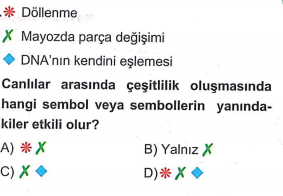 ❋ Döllenme
✗ Mayozda parça değişimi
◆ DNA'nın kendini eşlemesi
Canlılar arasında çeşitlilik oluşmasında
hangi sembol veya sembollerin yanında-
kiler etkili olur?
A) ❋ ✗ B) Yalnız ✗
C) ✗ ◆ D) ❋ ✗ ◆